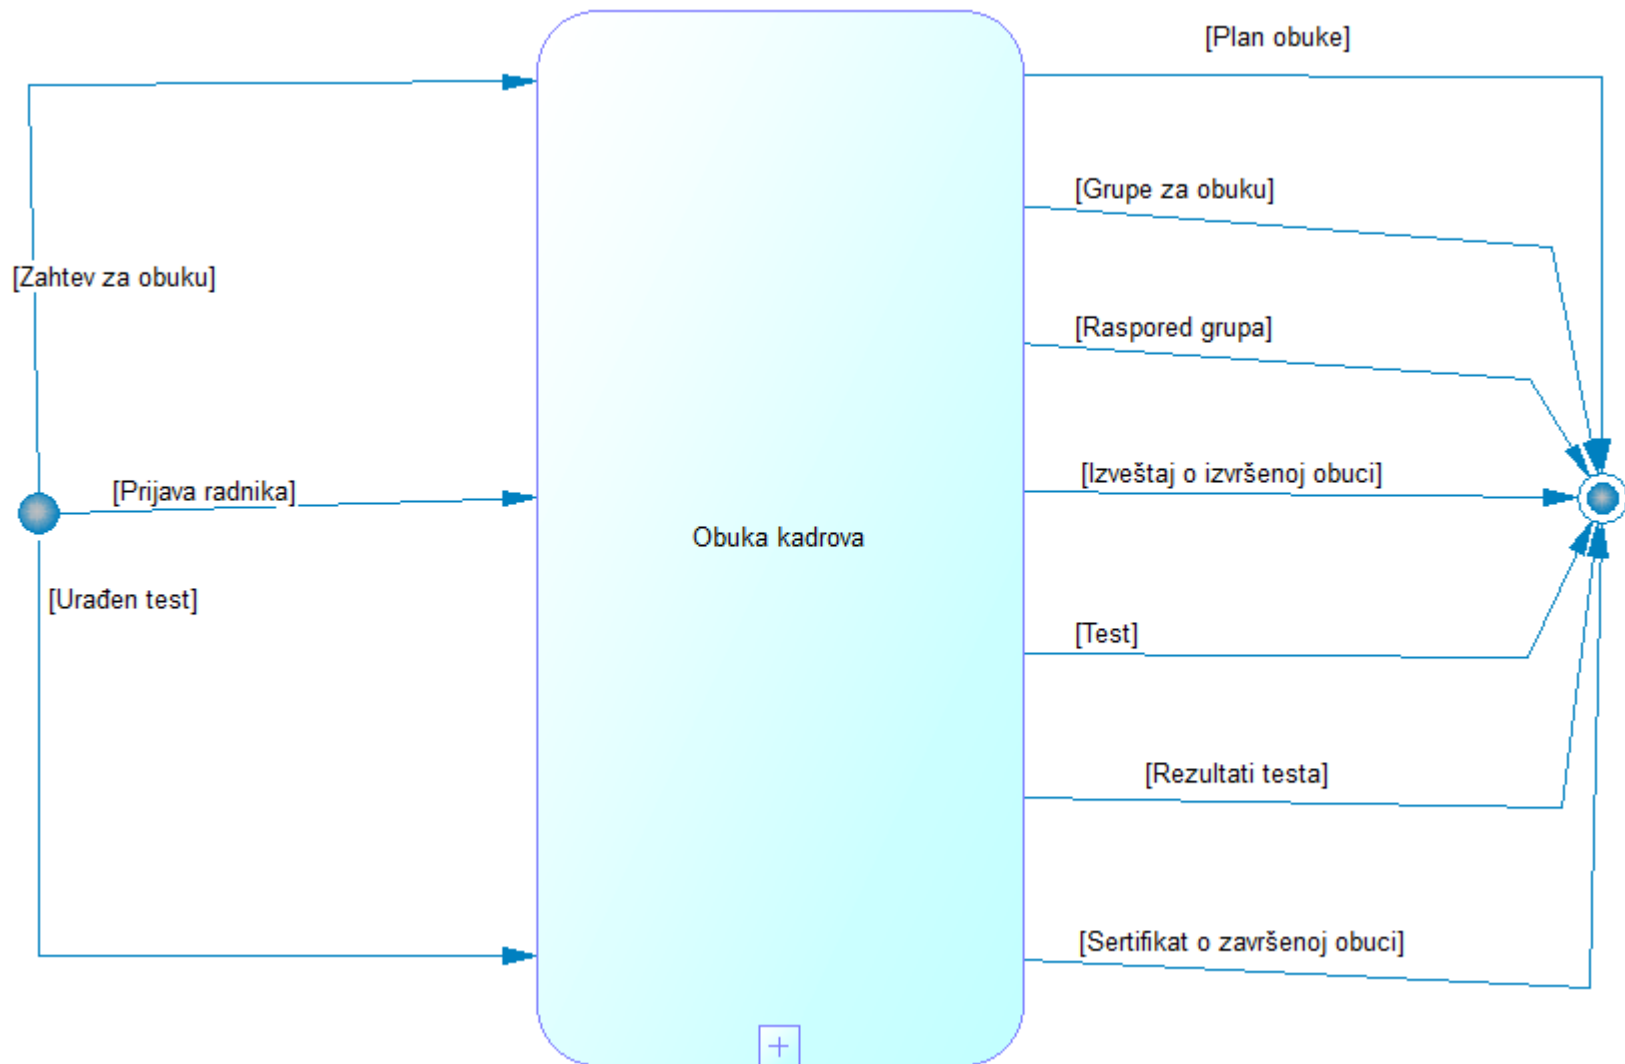 [Plan obuke]
[Grupe za obuku]
[Zahtev za obuku]
[Raspored grupa]
[Prijava radnika]
[Izveštaj o izvršenoj obuci]
Obuka kadrova
[Urađen test]
[Test]
[Rezultati testa]
[Sertifikat o završenoj obuci]